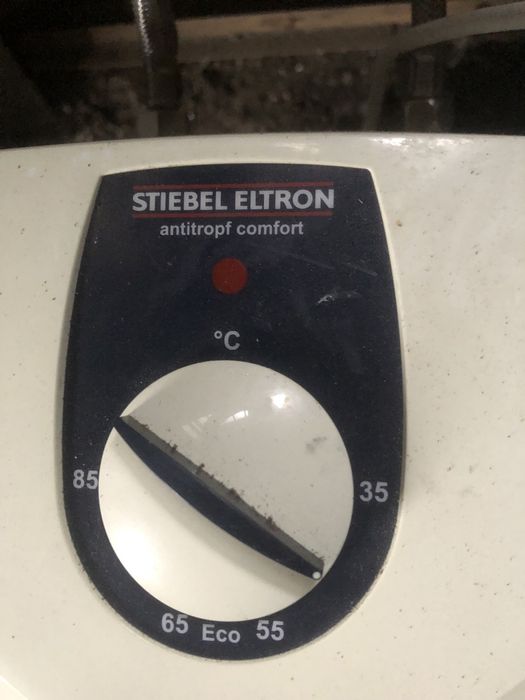 STIEBEL ELTRON
antitropf comfort
°C
85
35
65 Eco 55